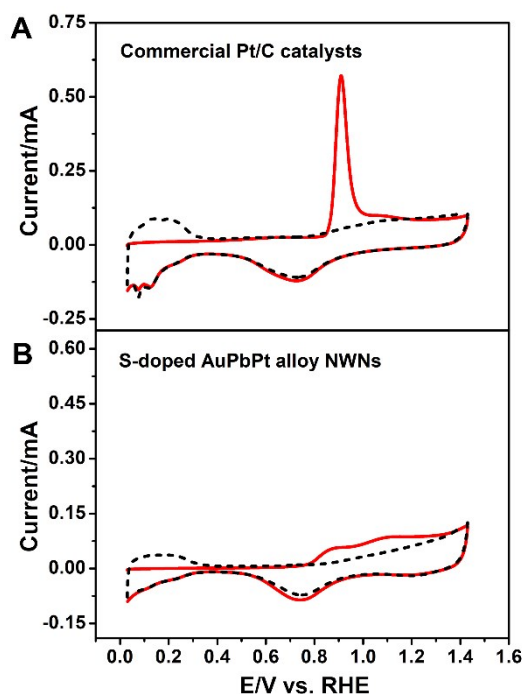 A
Commercial Pt/C catalysts
Current/mA
0.75
0.50
0.25
0.00
-0.25
B
S-doped AuPbPt alloy NWNs
Current/mA
0.60
0.45
0.30
0.15
0.00
-0.15
0.0 0.2 0.4 0.6 0.8 1.0 1.2 1.4 1.6
E/V vs. RHE